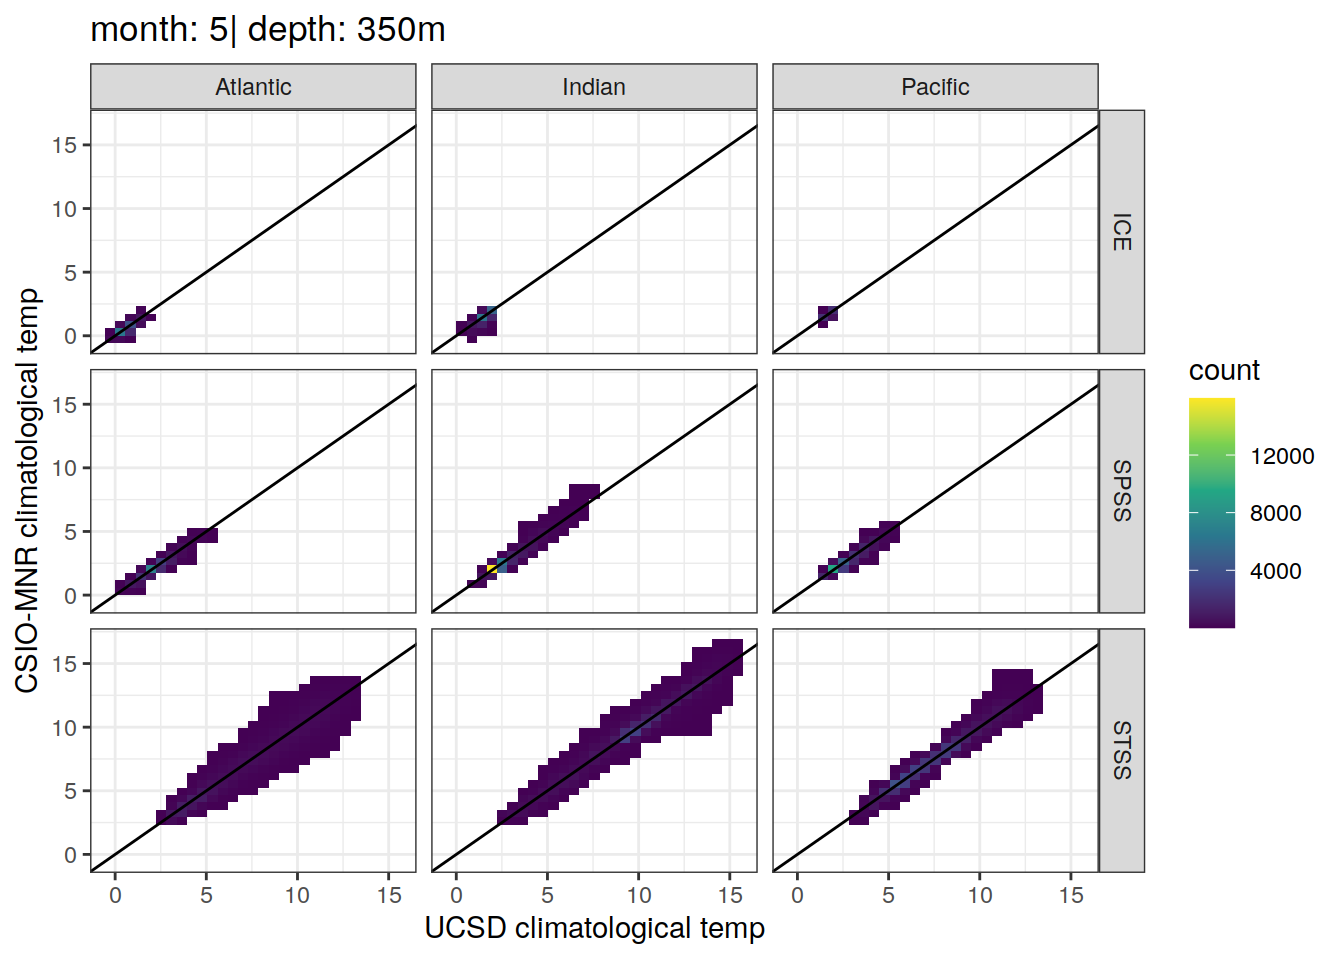 month: 5| depth: 350m
Atlantic
Indian
Pacific
15
10
5
0
ICE
15
10
5
0
SPSS
15
10
5
0
STSS
0 5 10 15
0 5 10 15
0 5 10 15
UCSD climatological temp
CSIO-MNR climatological temp
count
12000
8000
4000